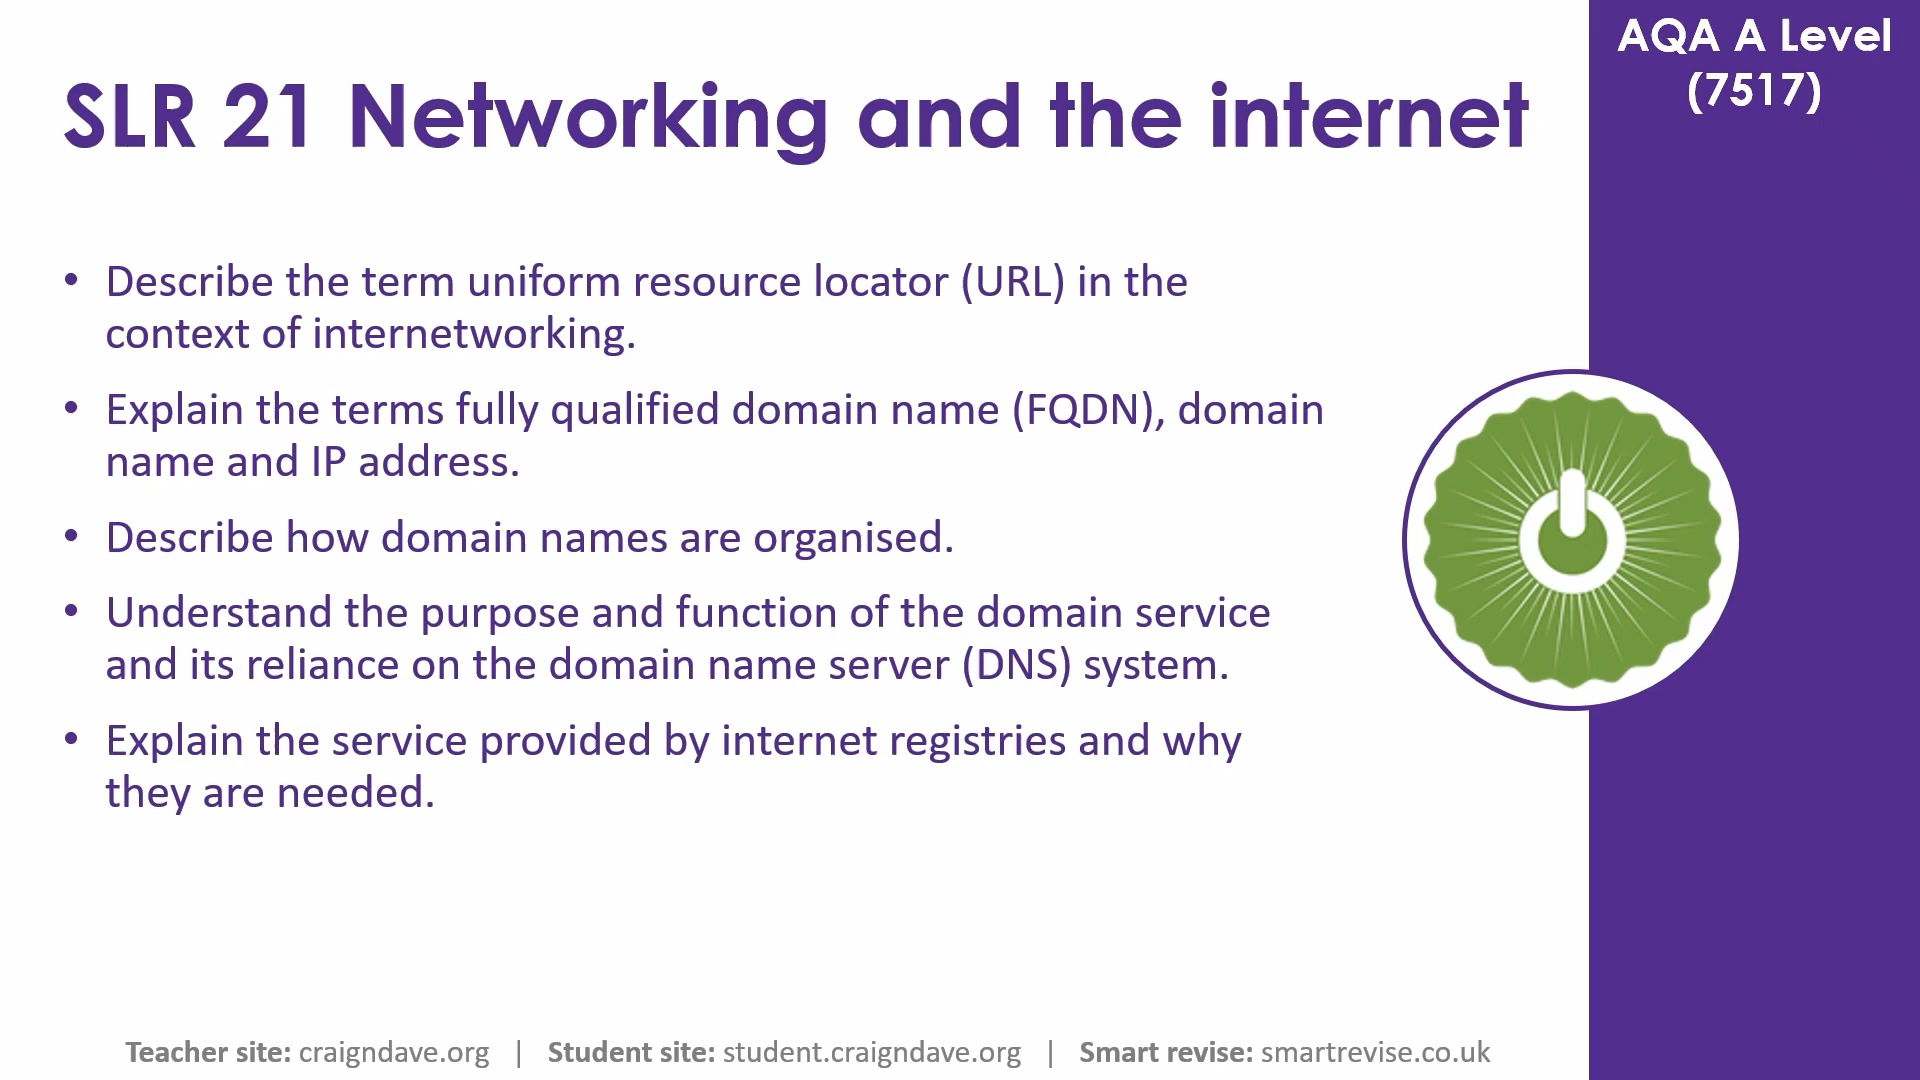 AQA A Level
(7517)
SLR 21 Networking and the internet
• Describe the term uniform resource locator (URL) in the
context of internetworking.
• Explain the terms fully qualified domain name (FQDN), domain
name and IP address.
• Describe how domain names are organised.
• Understand the purpose and function of the domain service
and its reliance on the domain name server (DNS) system.
• Explain the service provided by internet registries and why
they are needed.
Teacher site: craigndave.org | Student site: student.craigndave.org | Smart revise: smartrevise.co.uk